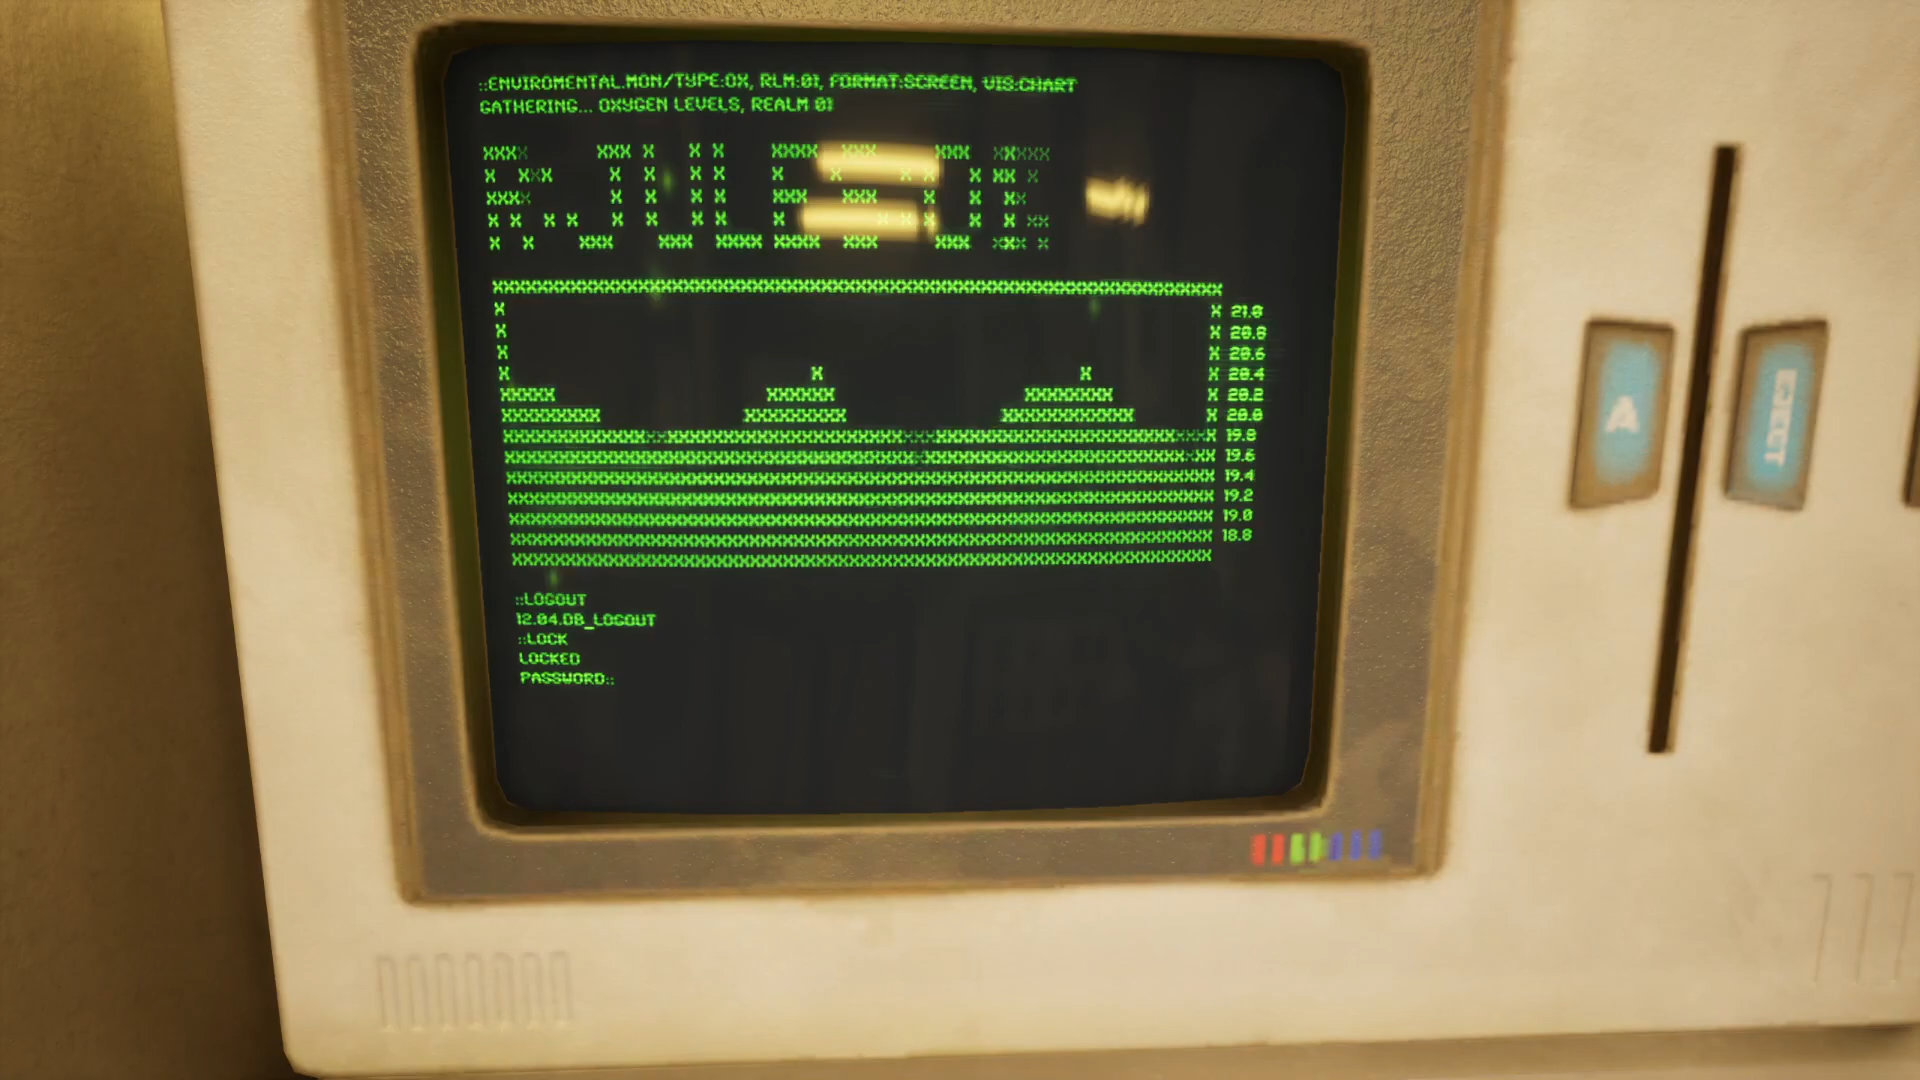 ::ENVIROMENTAL.MON/TYPE:OX, RLM:01, FORMAT:SCREEN, VIS:CHART
GATHERING... OXYGEN LEVELS, REALM 01
21.0
20.8
20.6
20.4
20.2
20.0
19.8
19.6
19.4
19.2
19.0
18.8
::LOGOUT
12.04.DB_LOGOUT
::LOCK
LOCKED
PASSWORD::
A
EJECT